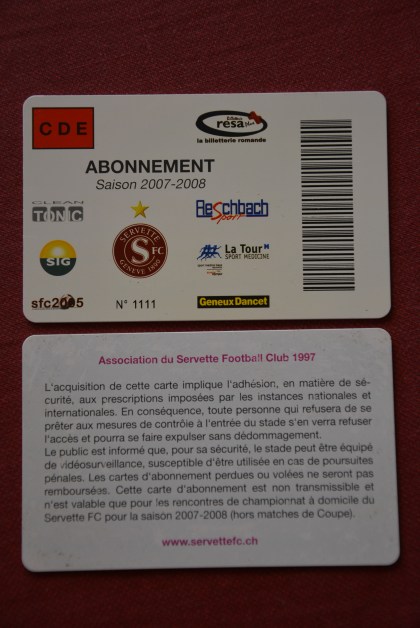 CDE
Billetterie
resa plus
la billetterie romande
ABONNEMENT
Saison 2007-2008
CLEAN
TONIC
Aeschbach
Sport
SERVETTE
S FC
GENEVE 1890
SIG
La Tour
SPORT MEDICINE
sfc2005
N° 1111
Geneux Dancet
Association du Servette Football Club 1997
L'acquisition de cette carte implique l'adhésion, en matière de sé-
curité, aux prescriptions imposées par les instances nationales et
internationales. En conséquence, toute personne qui refusera de se
prêter aux mesures de contrôle à l'entrée du stade s'en verra refuser
l'accès et pourra se faire expulser sans dédommagement.
Le public est informé que, pour sa sécurité, le stade peut être équipé
de vidéosurveillance, susceptible d'être utilisée en cas de poursuites
pénales. Les cartes d'abonnement perdues ou volées ne seront pas
remboursées. Cette carte d'abonnement est non transmissible et
n'est valable que pour les rencontres de championnat à domicile du
Servette FC pour la saison 2007-2008 (hors matches de Coupe).
www.servettefc.ch